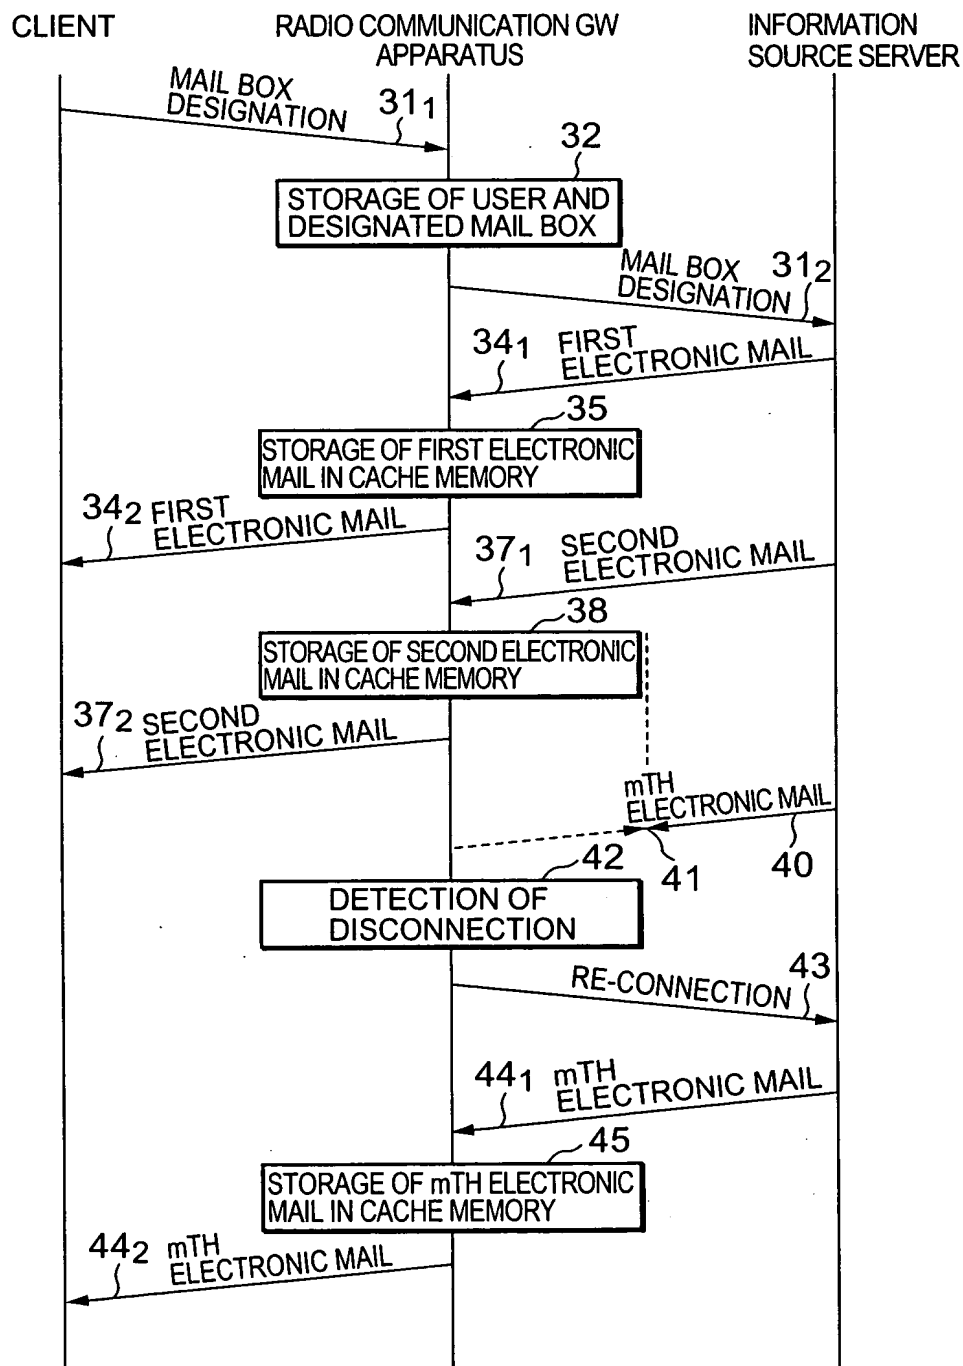 CLIENT
RADIO COMMUNICATION GW
APPARATUS
INFORMATION
SOURCE SERVER
MAIL BOX
DESIGNATION
31₁
32
STORAGE OF USER AND
DESIGNATED MAIL BOX
MAIL BOX
DESIGNATION
31₂
34₁
FIRST
ELECTRONIC MAIL
35
STORAGE OF FIRST ELECTRONIC
MAIL IN CACHE MEMORY
34₂
FIRST
ELECTRONIC MAIL
37₁
SECOND
ELECTRONIC MAIL
38
STORAGE OF SECOND ELECTRONIC
MAIL IN CACHE MEMORY
37₂
SECOND
ELECTRONIC MAIL
mTH
ELECTRONIC MAIL
40
41
42
DETECTION OF
DISCONNECTION
RE-CONNECTION
43
44₁
mTH
ELECTRONIC MAIL
45
STORAGE OF mTH ELECTRONIC
MAIL IN CACHE MEMORY
44₂
mTH
ELECTRONIC MAIL